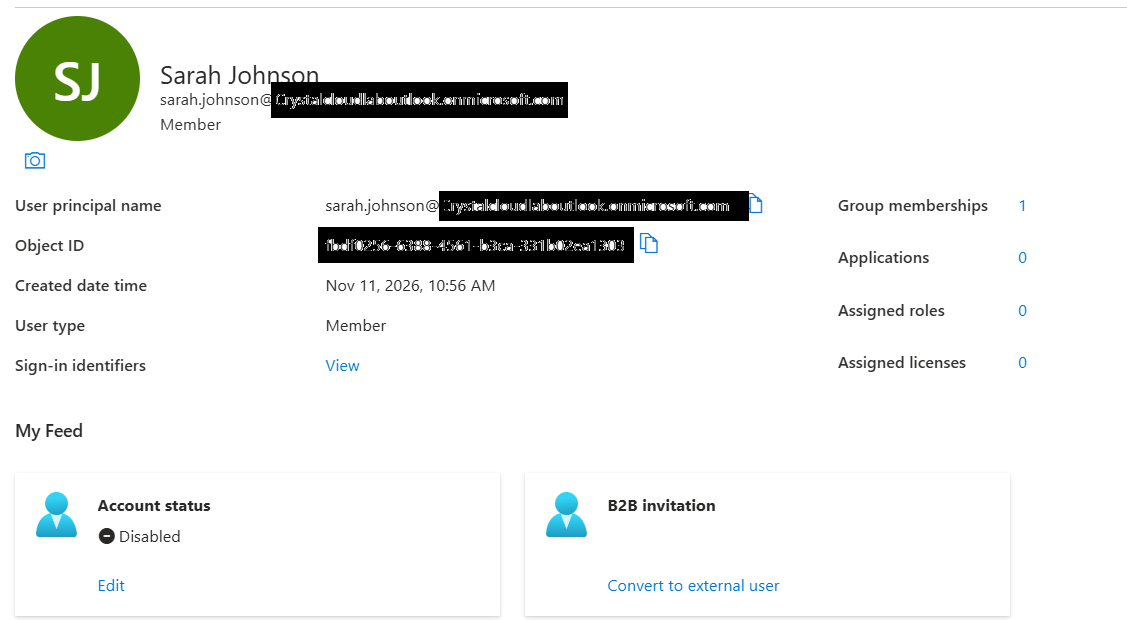 SJ
Sarah Johnson
sarah.johnson@
Member
User principal name
sarah.johnson@
Group memberships 1
Object ID
Applications 0
Created date time Nov 11, 2026, 10:56 AM
Assigned roles 0
User type Member
Sign-in identifiers View
Assigned licenses 0
My Feed
Account status
Disabled
Edit
B2B invitation
Convert to external user